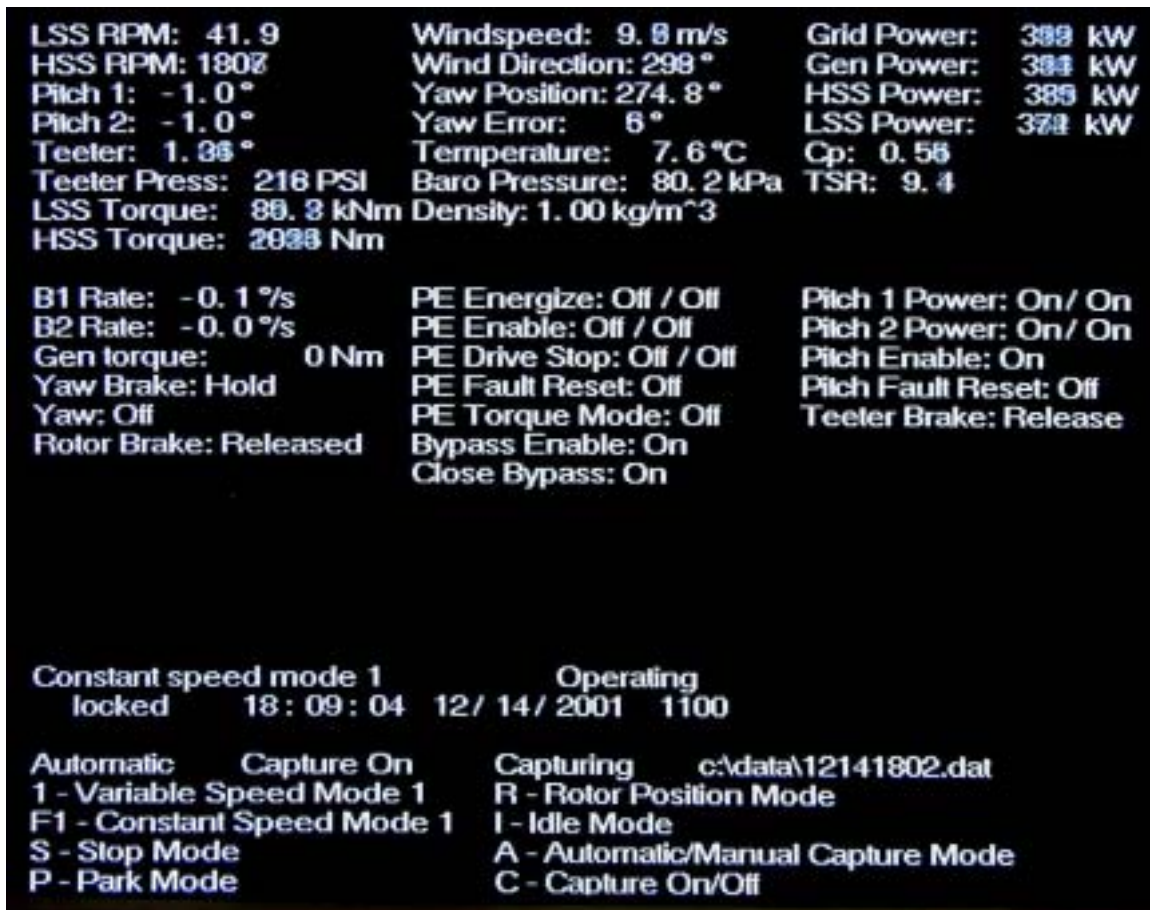 LSS RPM: 41.9 Windspeed: 9. m/s Grid Power: kW
HSS RPM: Wind Direction: 298° Gen Power: kW
Pitch 1: -1.0° Yaw Position: 274.8° HSS Power: kW
Pitch 2: -1.0° Yaw Error: 6° LSS Power: kW
Teeter: Temperature: 7.6°C Cp:
Teeter Press: 216 PSI Baro Pressure: 80.2 kPa TSR: 9.4
LSS Torque: kNm Density: 1.00 kg/m^3
HSS Torque: Nm
B1 Rate: -0.1°/s PE Energize: Off / Off Pitch 1 Power: On / On
B2 Rate: -0.0°/s PE Enable: Off / Off Pitch 2 Power: On / On
Gen torque: 0 Nm PE Drive Stop: Off / Off Pitch Enable: On
Yaw Brake: Hold PE Fault Reset: Off Pitch Fault Reset: Off
Yaw: Off PE Torque Mode: Off Teeter Brake: Release
Rotor Brake: Released Bypass Enable: On
Close Bypass: On
Constant speed mode 1 Operating
locked 18:09:04 12/14/2001 1100
Automatic Capture On Capturing c:\data\12141802.dat
1 - Variable Speed Mode 1 R - Rotor Position Mode
F1 - Constant Speed Mode 1 I - Idle Mode
S - Stop Mode A - Automatic/Manual Capture Mode
P - Park Mode C - Capture On/Off